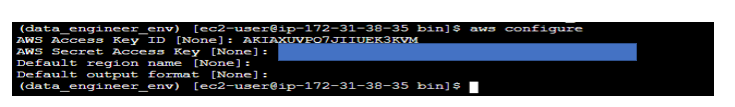 (data_engineer_env) [ec2-user@ip-172-31-38-35 bin]$ aws configure
AWS Access Key ID [None]: AKIAXUVPO7JIIUEK3KVM
AWS Secret Access Key [None]:
Default region name [None]:
Default output format [None]:
(data_engineer_env) [ec2-user@ip-172-31-38-35 bin]$